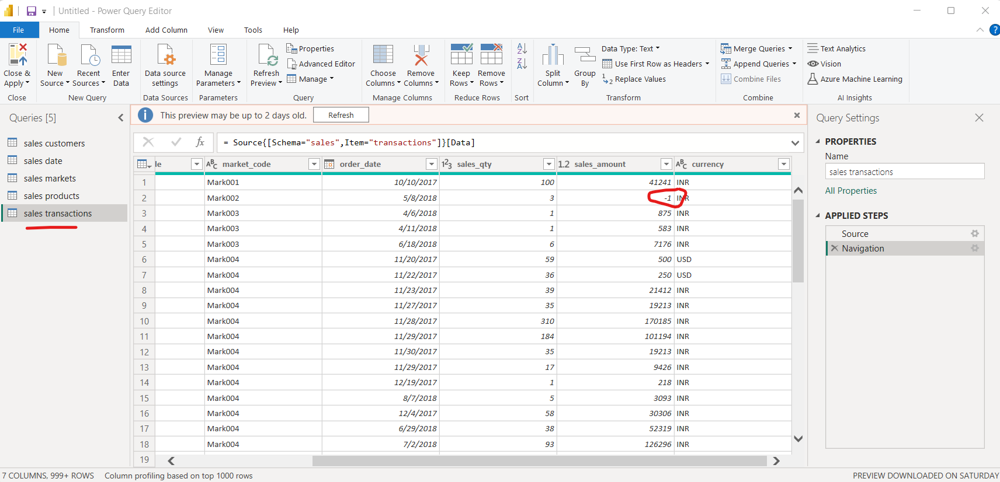 Untitled - Power Query Editor
File Home Transform Add Column View Tools Help
Close & Apply
New Source
Recent Sources
Enter Data
Data source settings
Manage Parameters
Refresh Preview
Properties
Advanced Editor
Manage
Choose Columns
Remove Columns
Keep Rows
Remove Rows
Split Column
Group By
Data Type: Text
Use First Row as Headers
Replace Values
Merge Queries
Append Queries
Combine Files
Text Analytics
Vision
Azure Machine Learning
Close New Query Data Sources Parameters Query Manage Columns Reduce Rows Sort Transform Combine AI Insights
Queries [5]
sales customers
sales date
sales markets
sales products
sales transactions
This preview may be up to 2 days old. Refresh
fx = Source{[Schema="sales",Item="transactions"]}[Data]
le ABC market_code order_date 123 sales_qty 1.2 sales_amount ABC currency
1 Mark001 10/10/2017 100 41241 INR
2 Mark002 5/8/2018 3 -1 INR
3 Mark003 4/6/2018 1 875 INR
4 Mark003 4/11/2018 1 583 INR
5 Mark003 6/18/2018 6 7176 INR
6 Mark004 11/20/2017 59 500 USD
7 Mark004 11/22/2017 36 250 USD
8 Mark004 11/23/2017 39 21412 INR
9 Mark004 11/27/2017 35 19213 INR
10 Mark004 11/28/2017 310 170185 INR
11 Mark004 11/29/2017 184 101194 INR
12 Mark004 11/30/2017 35 19213 INR
13 Mark004 11/29/2017 17 9426 INR
14 Mark004 12/19/2017 1 218 INR
15 Mark004 8/7/2018 5 3093 INR
16 Mark004 12/4/2017 58 30306 INR
17 Mark004 6/29/2018 38 52319 INR
18 Mark004 7/2/2018 93 126296 INR
19
Query Settings
PROPERTIES
Name
sales transactions
All Properties
APPLIED STEPS
Source
Navigation
7 COLUMNS, 999+ ROWS Column profiling based on top 1000 rows PREVIEW DOWNLOADED ON SATURDAY